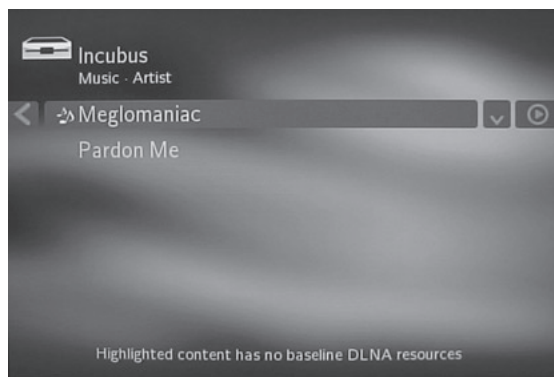 Incubus
Music · Artist
Meglomaniac
Pardon Me
Highlighted content has no baseline DLNA resources